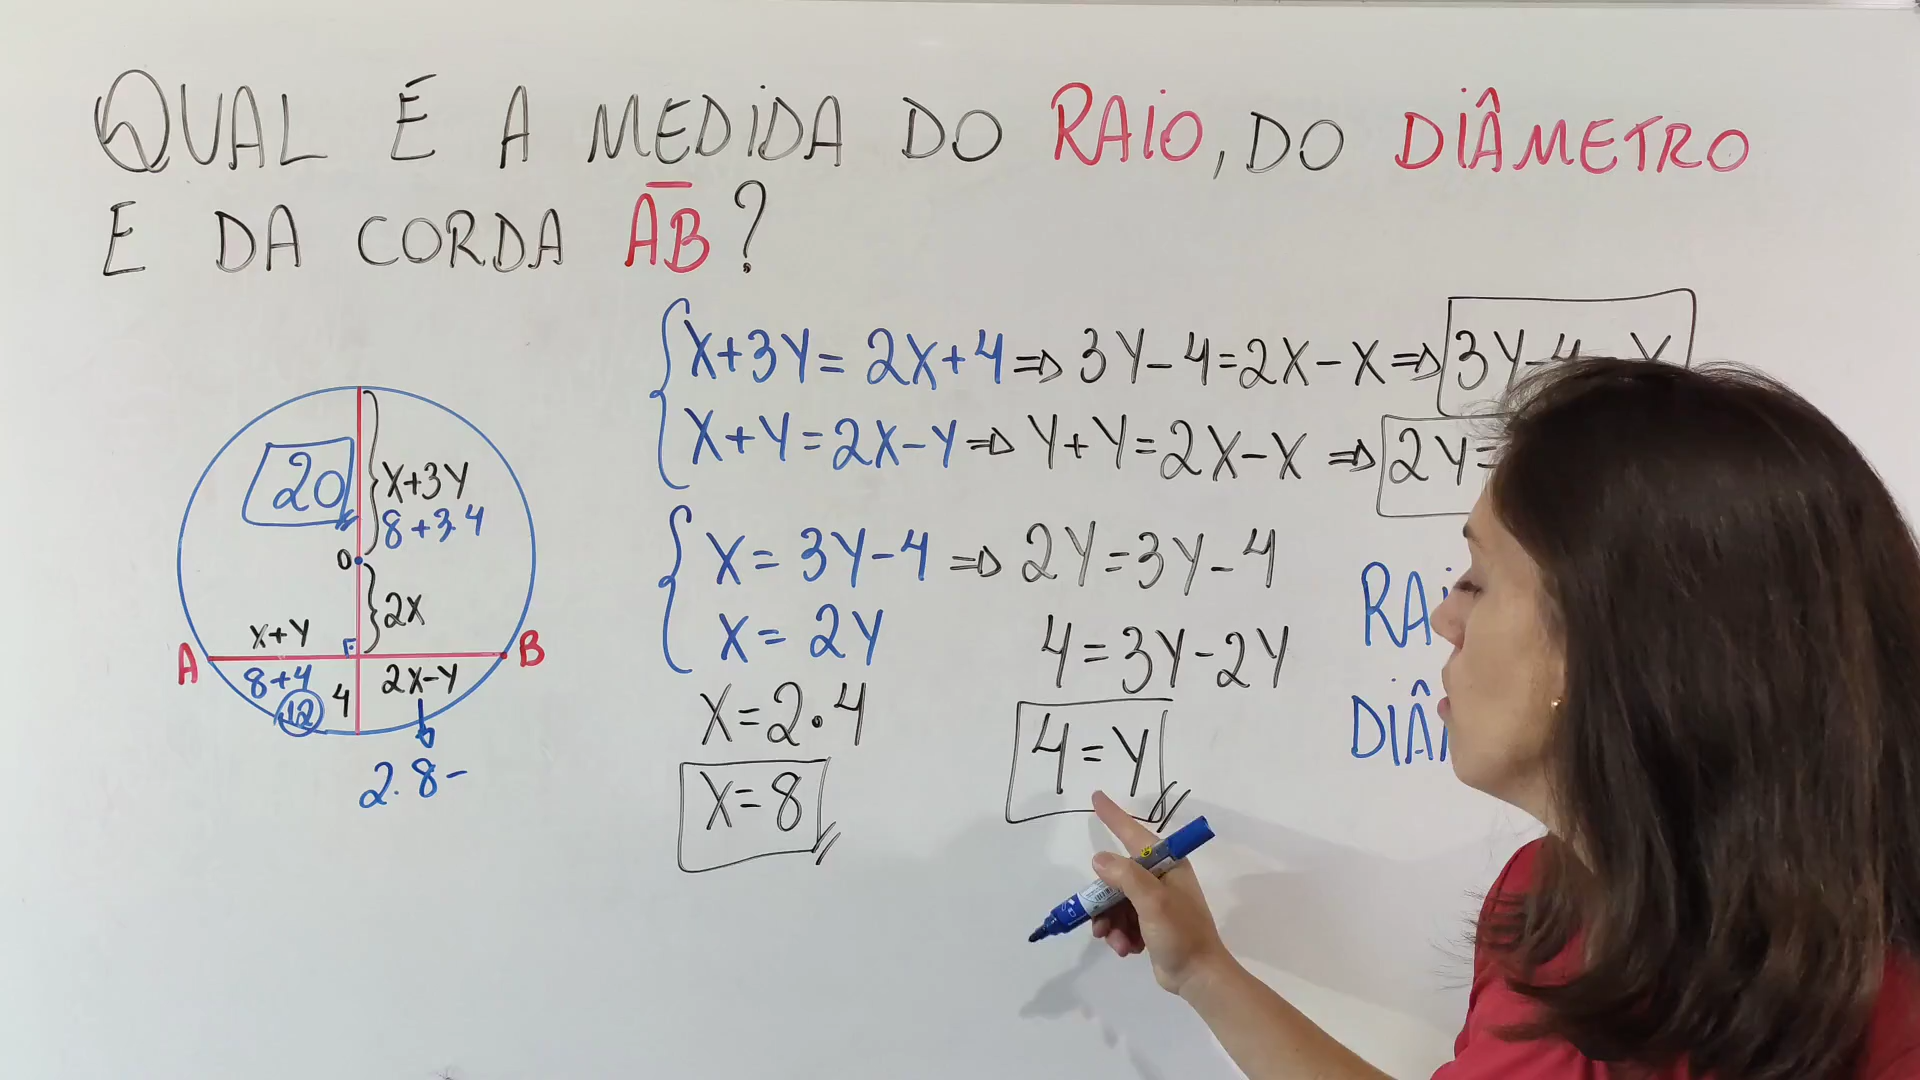 QUAL É A MEDIDA DO RAIO, DO DIÂMETRO
E DA CORDA AB?
X+3Y= 2X+4 ⇒ 3Y-4=2X-X ⇒ 3Y-4=X
X+Y=2X-Y ⇒ Y+Y=2X-X ⇒ 2Y=
X= 3Y-4 ⇒ 2Y=3Y-4
X= 2Y
4=3Y-2Y
X=2•4
X=8
4=Y
20
X+3Y
8+3.4
O
2X
X+Y
A
B
8+4
12
4
2X-Y
2.8-
RAI
DIÂ